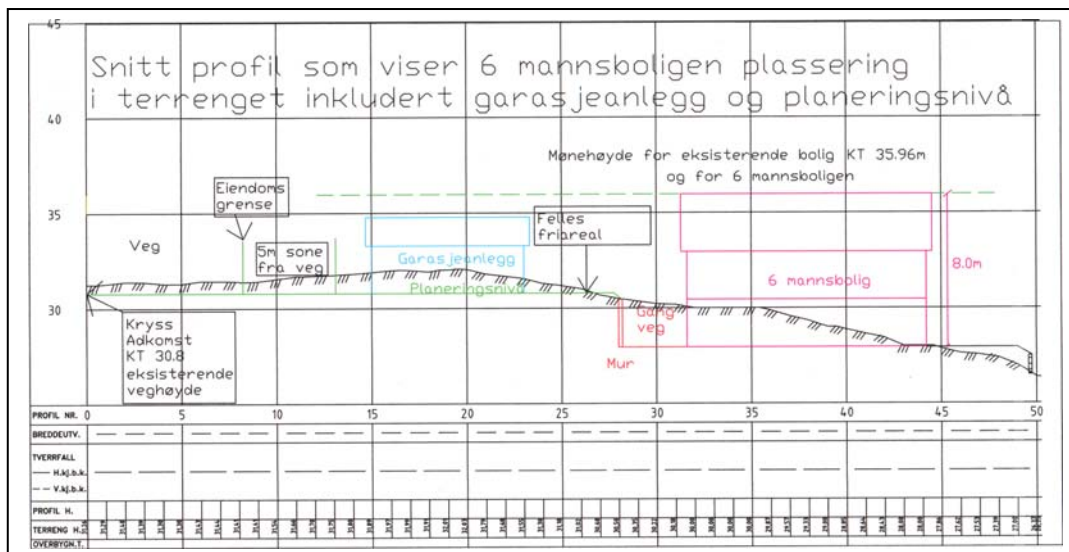 45
Snitt profil som viser 6 mannsboligen plassering
i terrenget inkludert garasjeanlegg og planeringsnivå
40
Mønehøyde for eksisterende bolig KT 35.96m
og for 6 mannsboligen
Eiendoms
grense
35
Felles
friareal
Veg
5m sone
fra veg
Garasjeanlegg
8.0m
6 mannsbolig
Planeringsnivå
30
Gang
veg
Kryss
Adkomst
KT 30.8
eksisterende
veghøyde
Mur
PROFIL NR. 0 5 10 15 20 25 30 35 40 45 50
BREDDEUTV.
TVERRFALL
H.kj.b.k.
V.kj.b.k.
PROFIL H.
TERRENG H.
OVERBYGN.T.